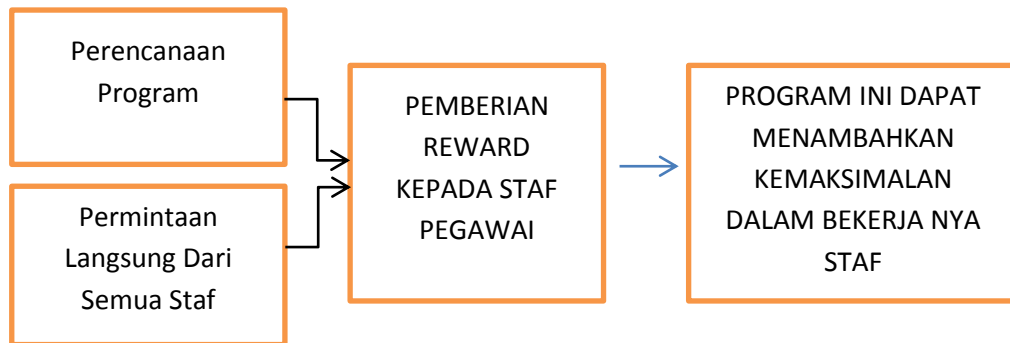 Perencanaan
Program
Permintaan
Langsung Dari
Semua Staf
PEMBERIAN
REWARD
KEPADA STAF
PEGAWAI
PROGRAM INI DAPAT
MENAMBAHKAN
KEMAKSIMALAN
DALAM BEKERJA NYA
STAF